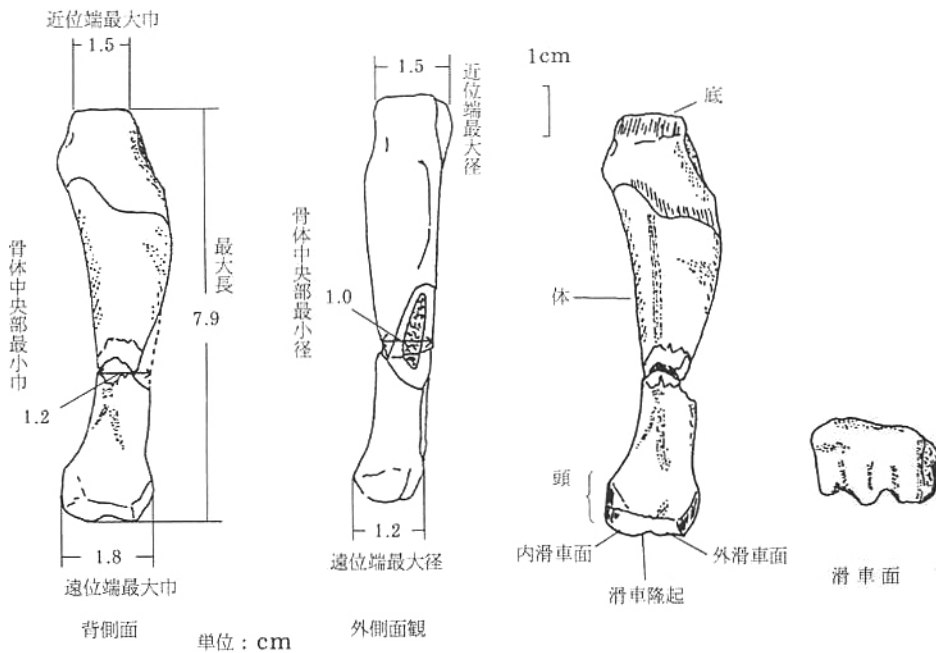 近位端最大巾
1.5
骨体中央部最小巾
1.2
最大長
7.9
1.8
遠位端最大巾
背側面
単位：cm
1.5
近位端最大径
骨体中央部最小径
1.0
1.2
遠位端最大径
外側面観
1cm
底
体
頭
内滑車面
外滑車面
滑車隆起
滑車面